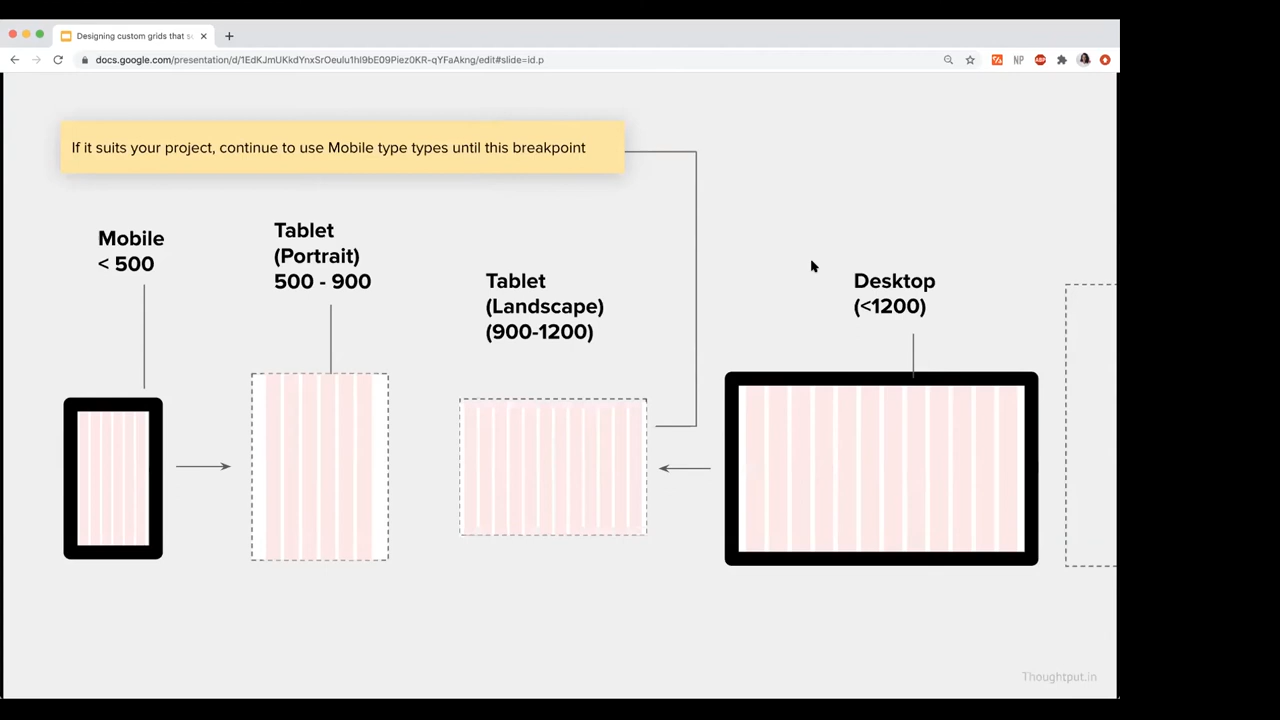 Designing custom grids that s
docs.google.com/presentation/d/1EdKJmUKkdYnxSrOeulu1hI9bE09Piez0KR-qYFaAkng/edit#slide=id.p
NP
ABP
If it suits your project, continue to use Mobile type types until this breakpoint
Mobile
< 500
Tablet
(Portrait)
500 - 900
Tablet
(Landscape)
(900-1200)
Desktop
(<1200)
Thoughtput.in